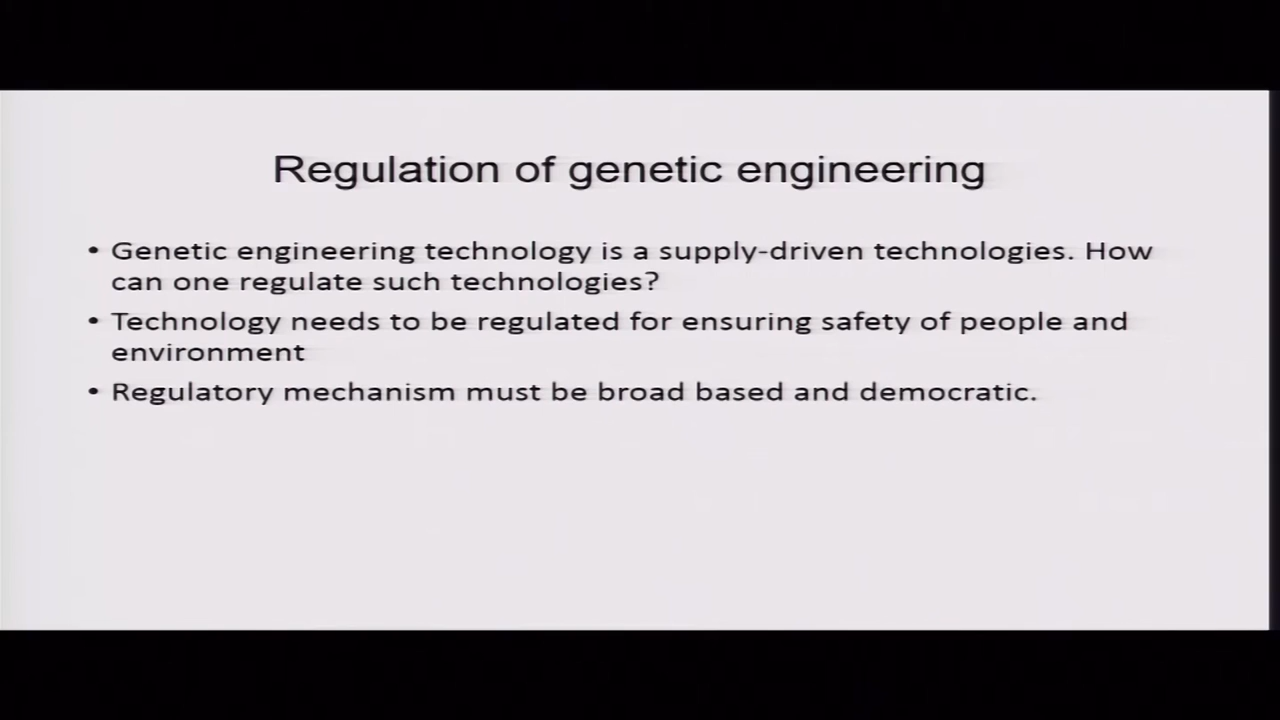 Regulation of genetic engineering
• Genetic engineering technology is a supply-driven technologies. How
can one regulate such technologies?
• Technology needs to be regulated for ensuring safety of people and
environment
• Regulatory mechanism must be broad based and democratic.